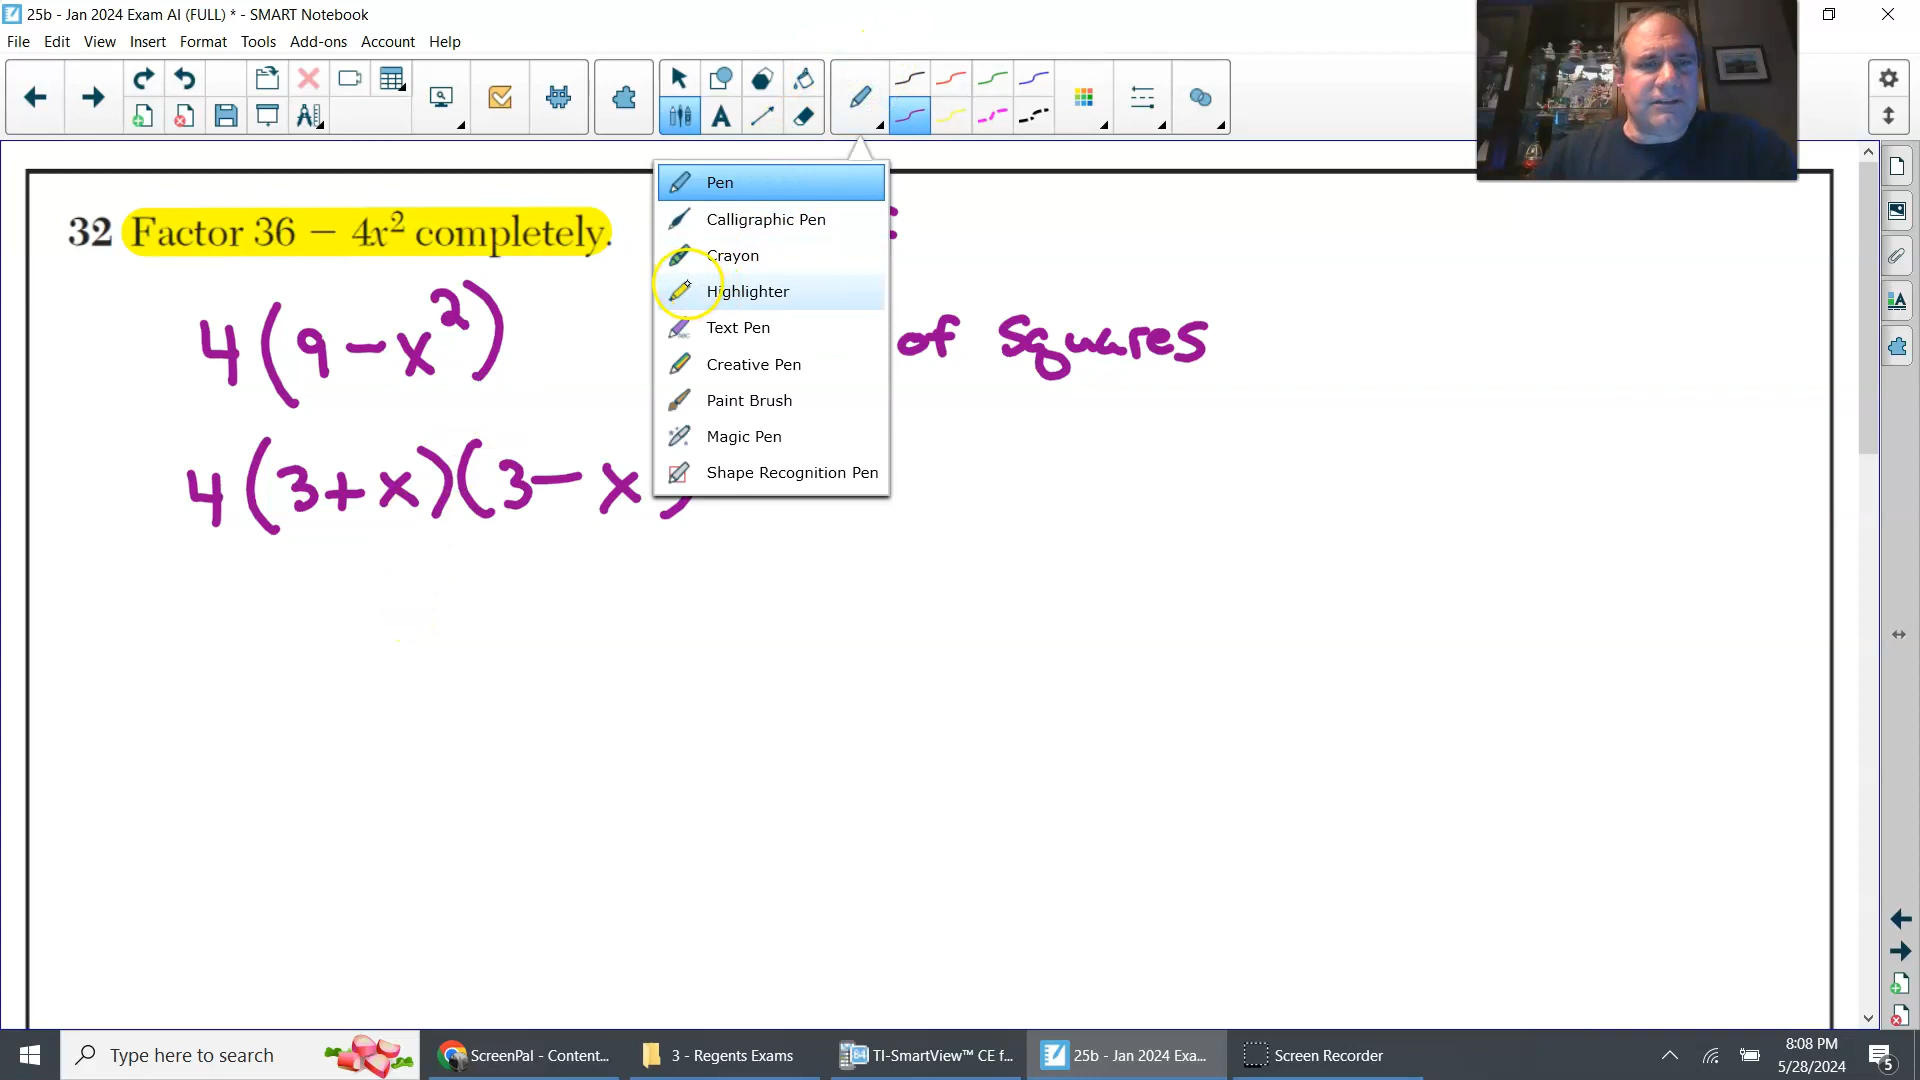 25b - Jan 2024 Exam AI (FULL) * - SMART Notebook
File Edit View Insert Format Tools Add-ons Account Help
Pen
Calligraphic Pen
Crayon
Highlighter
Text Pen
Creative Pen
Paint Brush
Magic Pen
Shape Recognition Pen
32 Factor 36 − 4x² completely.
4(9-x²)
of squares
4(3+x)(3-x)
Type here to search
ScreenPal - Content...
3 - Regents Exams
84
TI-SmartView™ CE f...
25b - Jan 2024 Exa...
Screen Recorder
8:08 PM
5/28/2024
5